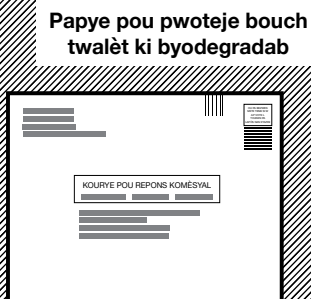 Papye pou pwoteje bouch
twalèt ki byodegradab
KOURYE POU REPONS KOMÈSYAL